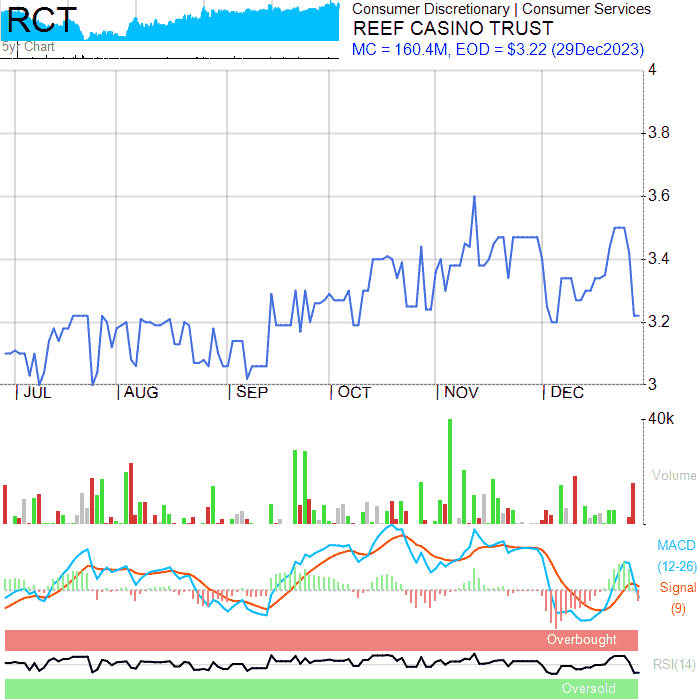 RCT
5yr Chart
Consumer Discretionary | Consumer Services
REEF CASINO TRUST
MC = 160.4M, EOD = $3.22 (29Dec2023)
4
3.8
3.6
3.4
3.2
3
JUL AUG SEP OCT NOV DEC
40k
Volume
MACD
(12-26)
Signal
(9)
Overbought
RSI(14)
Oversold